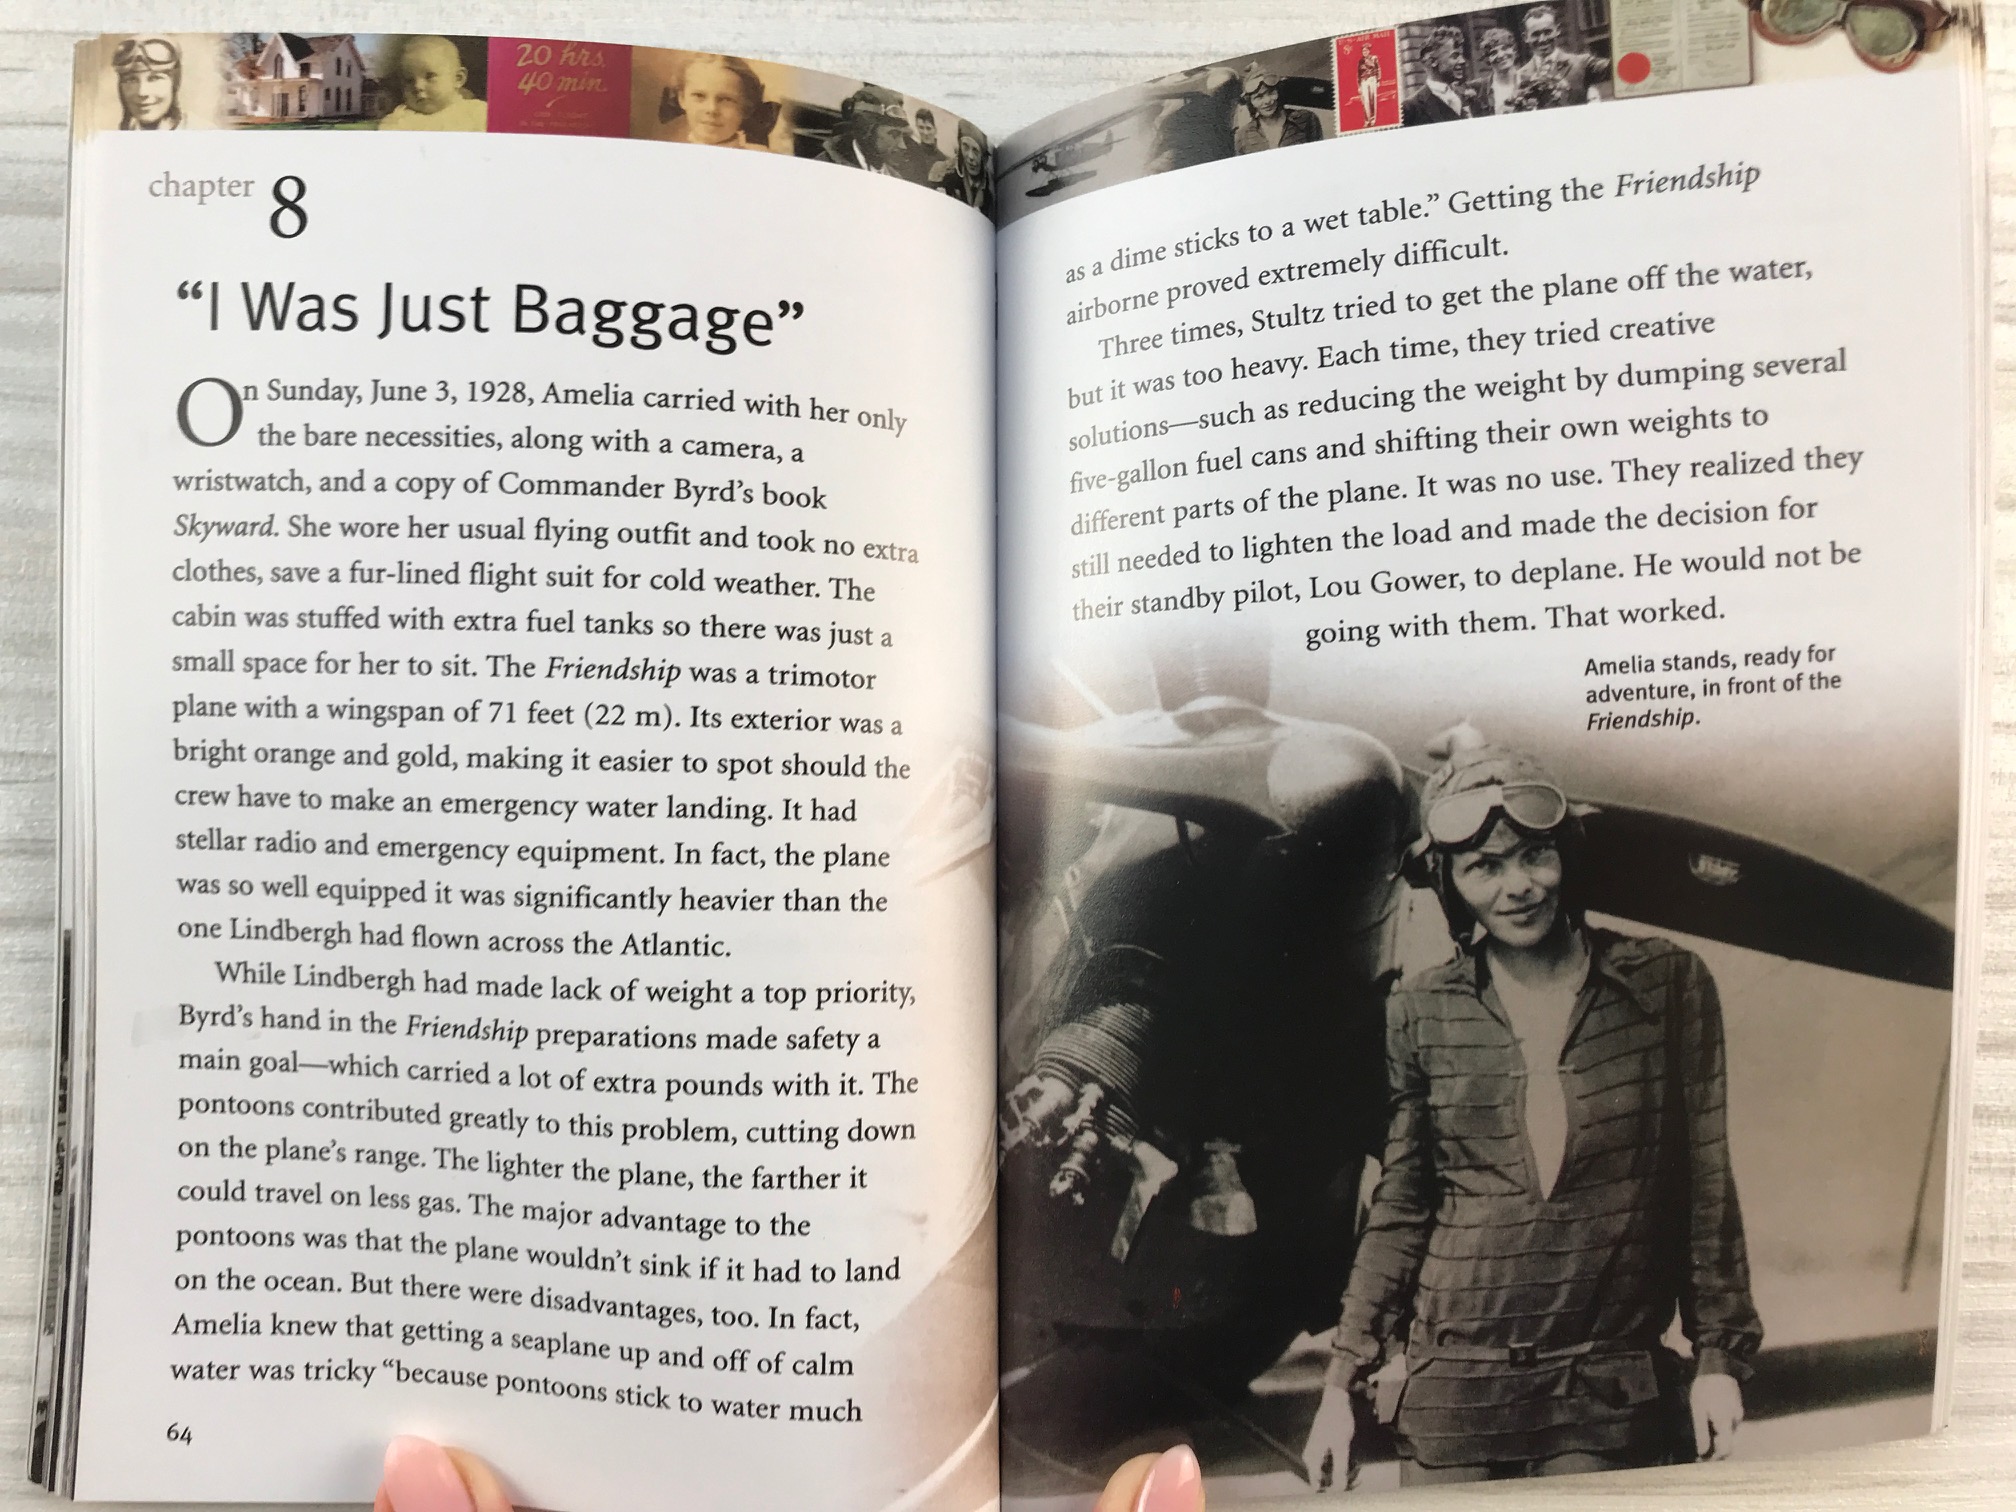 20 hrs.
40 min.
chapter 8
“I Was Just Baggage”
On Sunday, June 3, 1928, Amelia carried with her only
the bare necessities, along with a camera, a
wristwatch, and a copy of Commander Byrd’s book
Skyward. She wore her usual flying outfit and took no extra
clothes, save a fur-lined flight suit for cold weather. The
cabin was stuffed with extra fuel tanks so there was just a
small space for her to sit. The Friendship was a trimotor
plane with a wingspan of 71 feet (22 m). Its exterior was a
bright orange and gold, making it easier to spot should the
crew have to make an emergency water landing. It had
stellar radio and emergency equipment. In fact, the plane
was so well equipped it was significantly heavier than the
one Lindbergh had flown across the Atlantic.
While Lindbergh had made lack of weight a top priority,
Byrd’s hand in the Friendship preparations made safety a
main goal—which carried a lot of extra pounds with it. The
pontoons contributed greatly to this problem, cutting down
on the plane’s range. The lighter the plane, the farther it
could travel on less gas. The major advantage to the
pontoons was that the plane wouldn’t sink if it had to land
on the ocean. But there were disadvantages, too. In fact,
Amelia knew that getting a seaplane up and off of calm
water was tricky “because pontoons stick to water much
64
as a dime sticks to a wet table.” Getting the Friendship
airborne proved extremely difficult.
Three times, Stultz tried to get the plane off the water,
but it was too heavy. Each time, they tried creative
solutions—such as reducing the weight by dumping several
five-gallon fuel cans and shifting their own weights to
different parts of the plane. It was no use. They realized they
still needed to lighten the load and made the decision for
their standby pilot, Lou Gower, to deplane. He would not be
going with them. That worked.
Amelia stands, ready for
adventure, in front of the
Friendship.